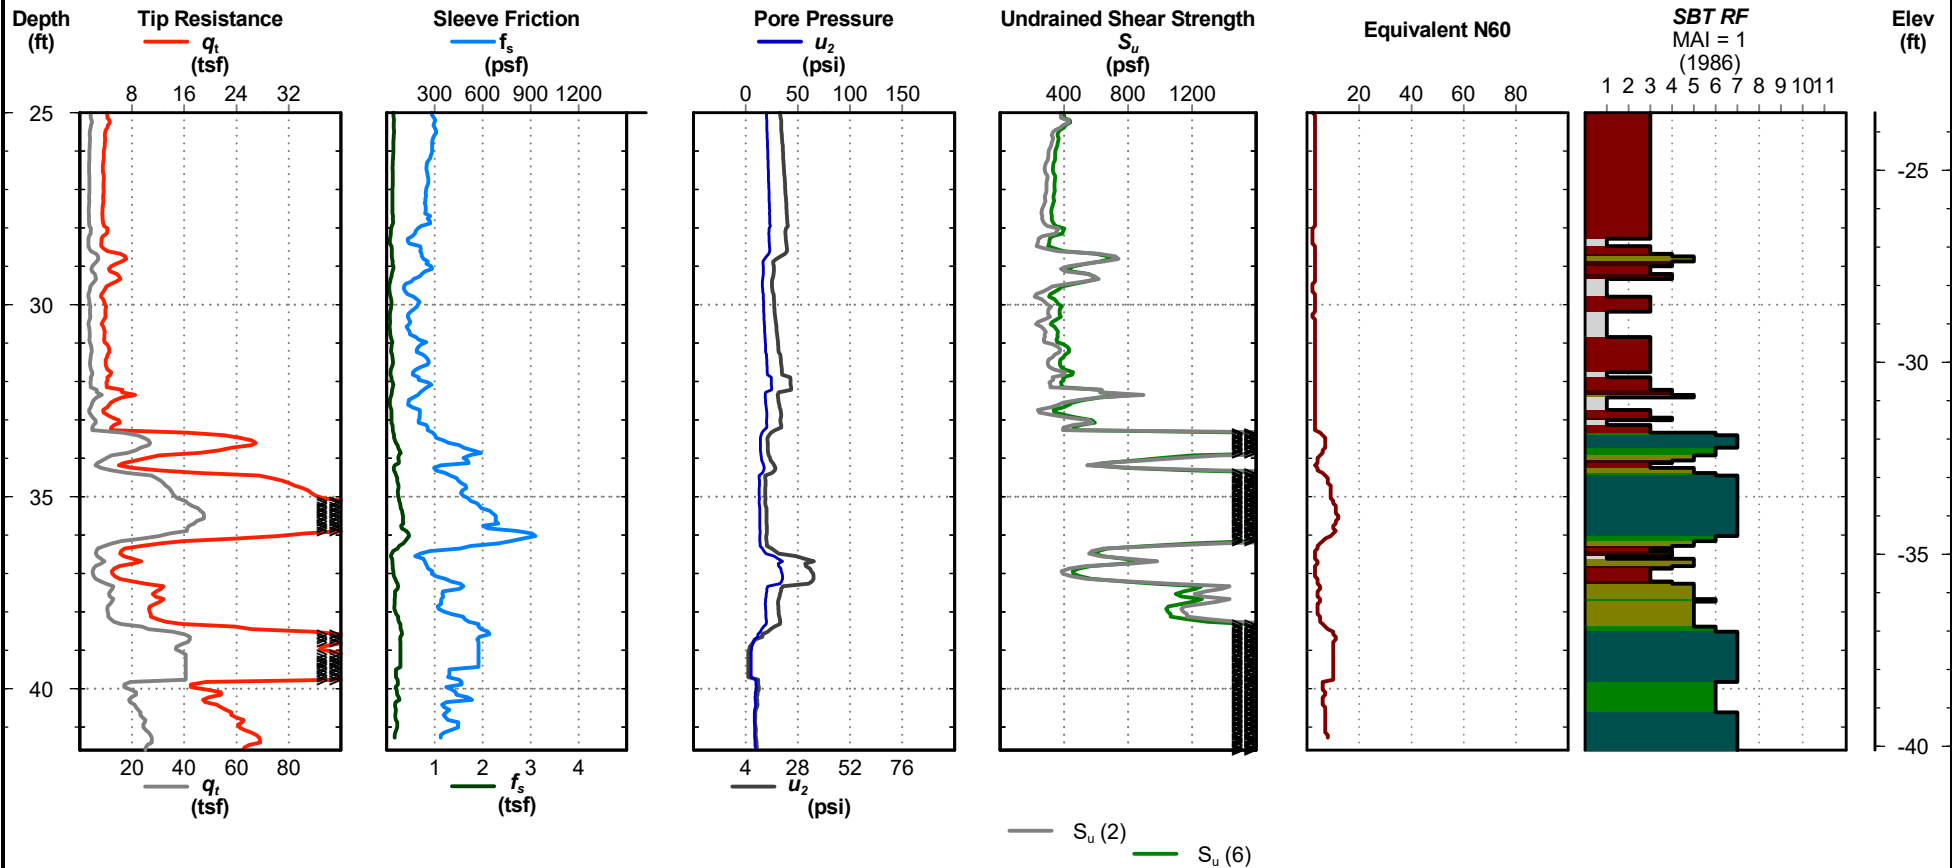 Depth
(ft)
Tip Resistance
qt
(tsf)
Sleeve Friction
fs
(psf)
Pore Pressure
u2
(psi)
Undrained Shear Strength
Su
(psf)
Equivalent N60
SBT RF
MAI = 1
(1986)
Elev
(ft)
8 16 24 32
300 600 900 1200
0 50 100 150
400 800 1200
20 40 60 80
1 2 3 4 5 6 7 8 9 10 11
25
30
35
40
-25
-30
-35
-40
20 40 60 80
qt
(tsf)
1 2 3 4
fs
(tsf)
4 28 52 76
u2
(psi)
Su (2)
Su (6)